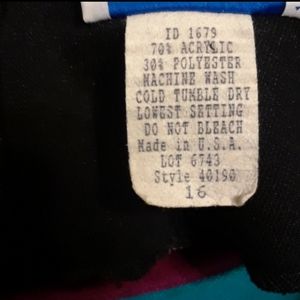 ID 1679
70% ACRYLIC
30% POLYESTER
MACHINE WASH
COLD TUMBLE DRY
LOWEST SETTING
DO NOT BLEACH
Made in U.S.A.
LOT 6743
Style 40190
16